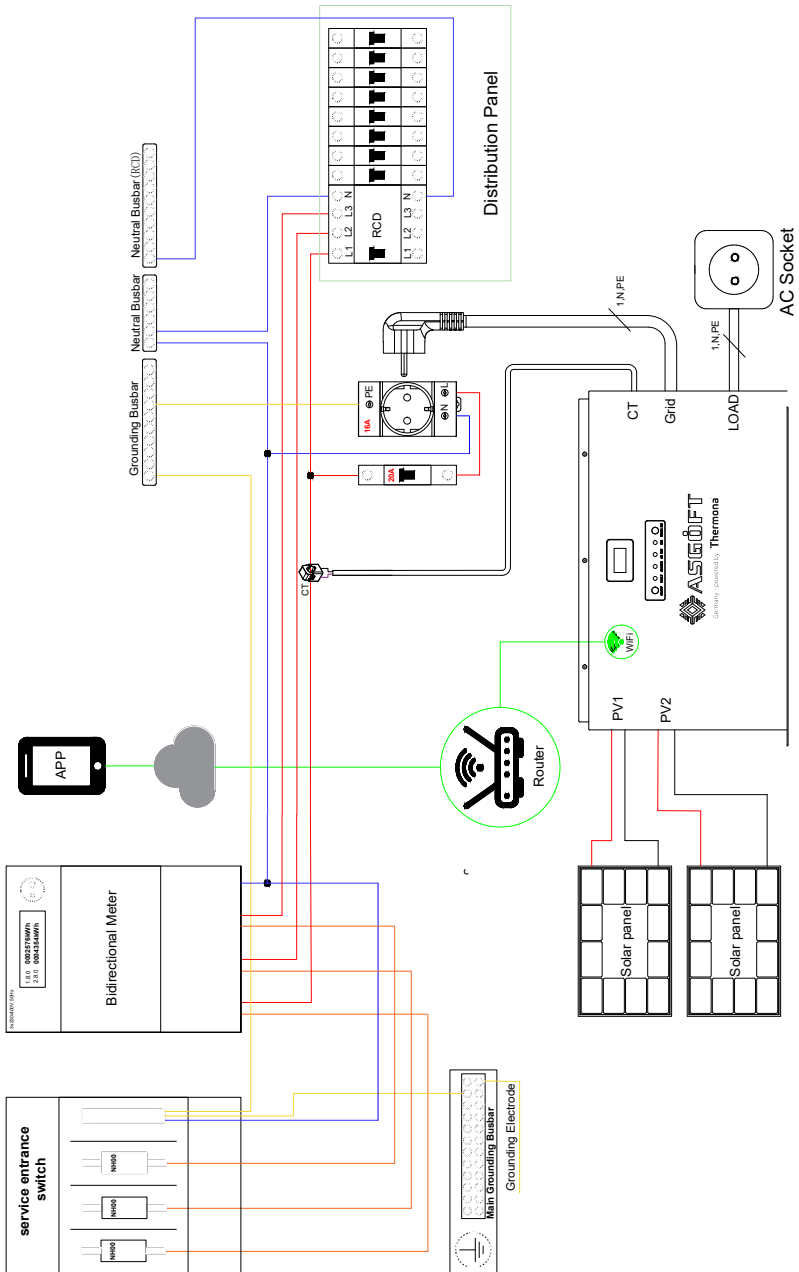 Neutral Busbar (RCD)
Neutral Busbar
Grounding Busbar
Distribution Panel
RCD
L1
L2
L3
N
L1
L2
L3
N
16A
PE
N
L
20A
CT
1,N,PE
1,N,PE
AC Socket
CT
Grid
LOAD
ASGOFT
Germany - powered by Thermona
WiFi
PV1
PV2
Router
APP
Solar panel
Solar panel
Bidirectional Meter
1.8.0 0002576kWh
2.8.0 0004354kWh
service entrance
switch
NH00
NH00
NH00
Main Grounding Busbar
Grounding Electrode